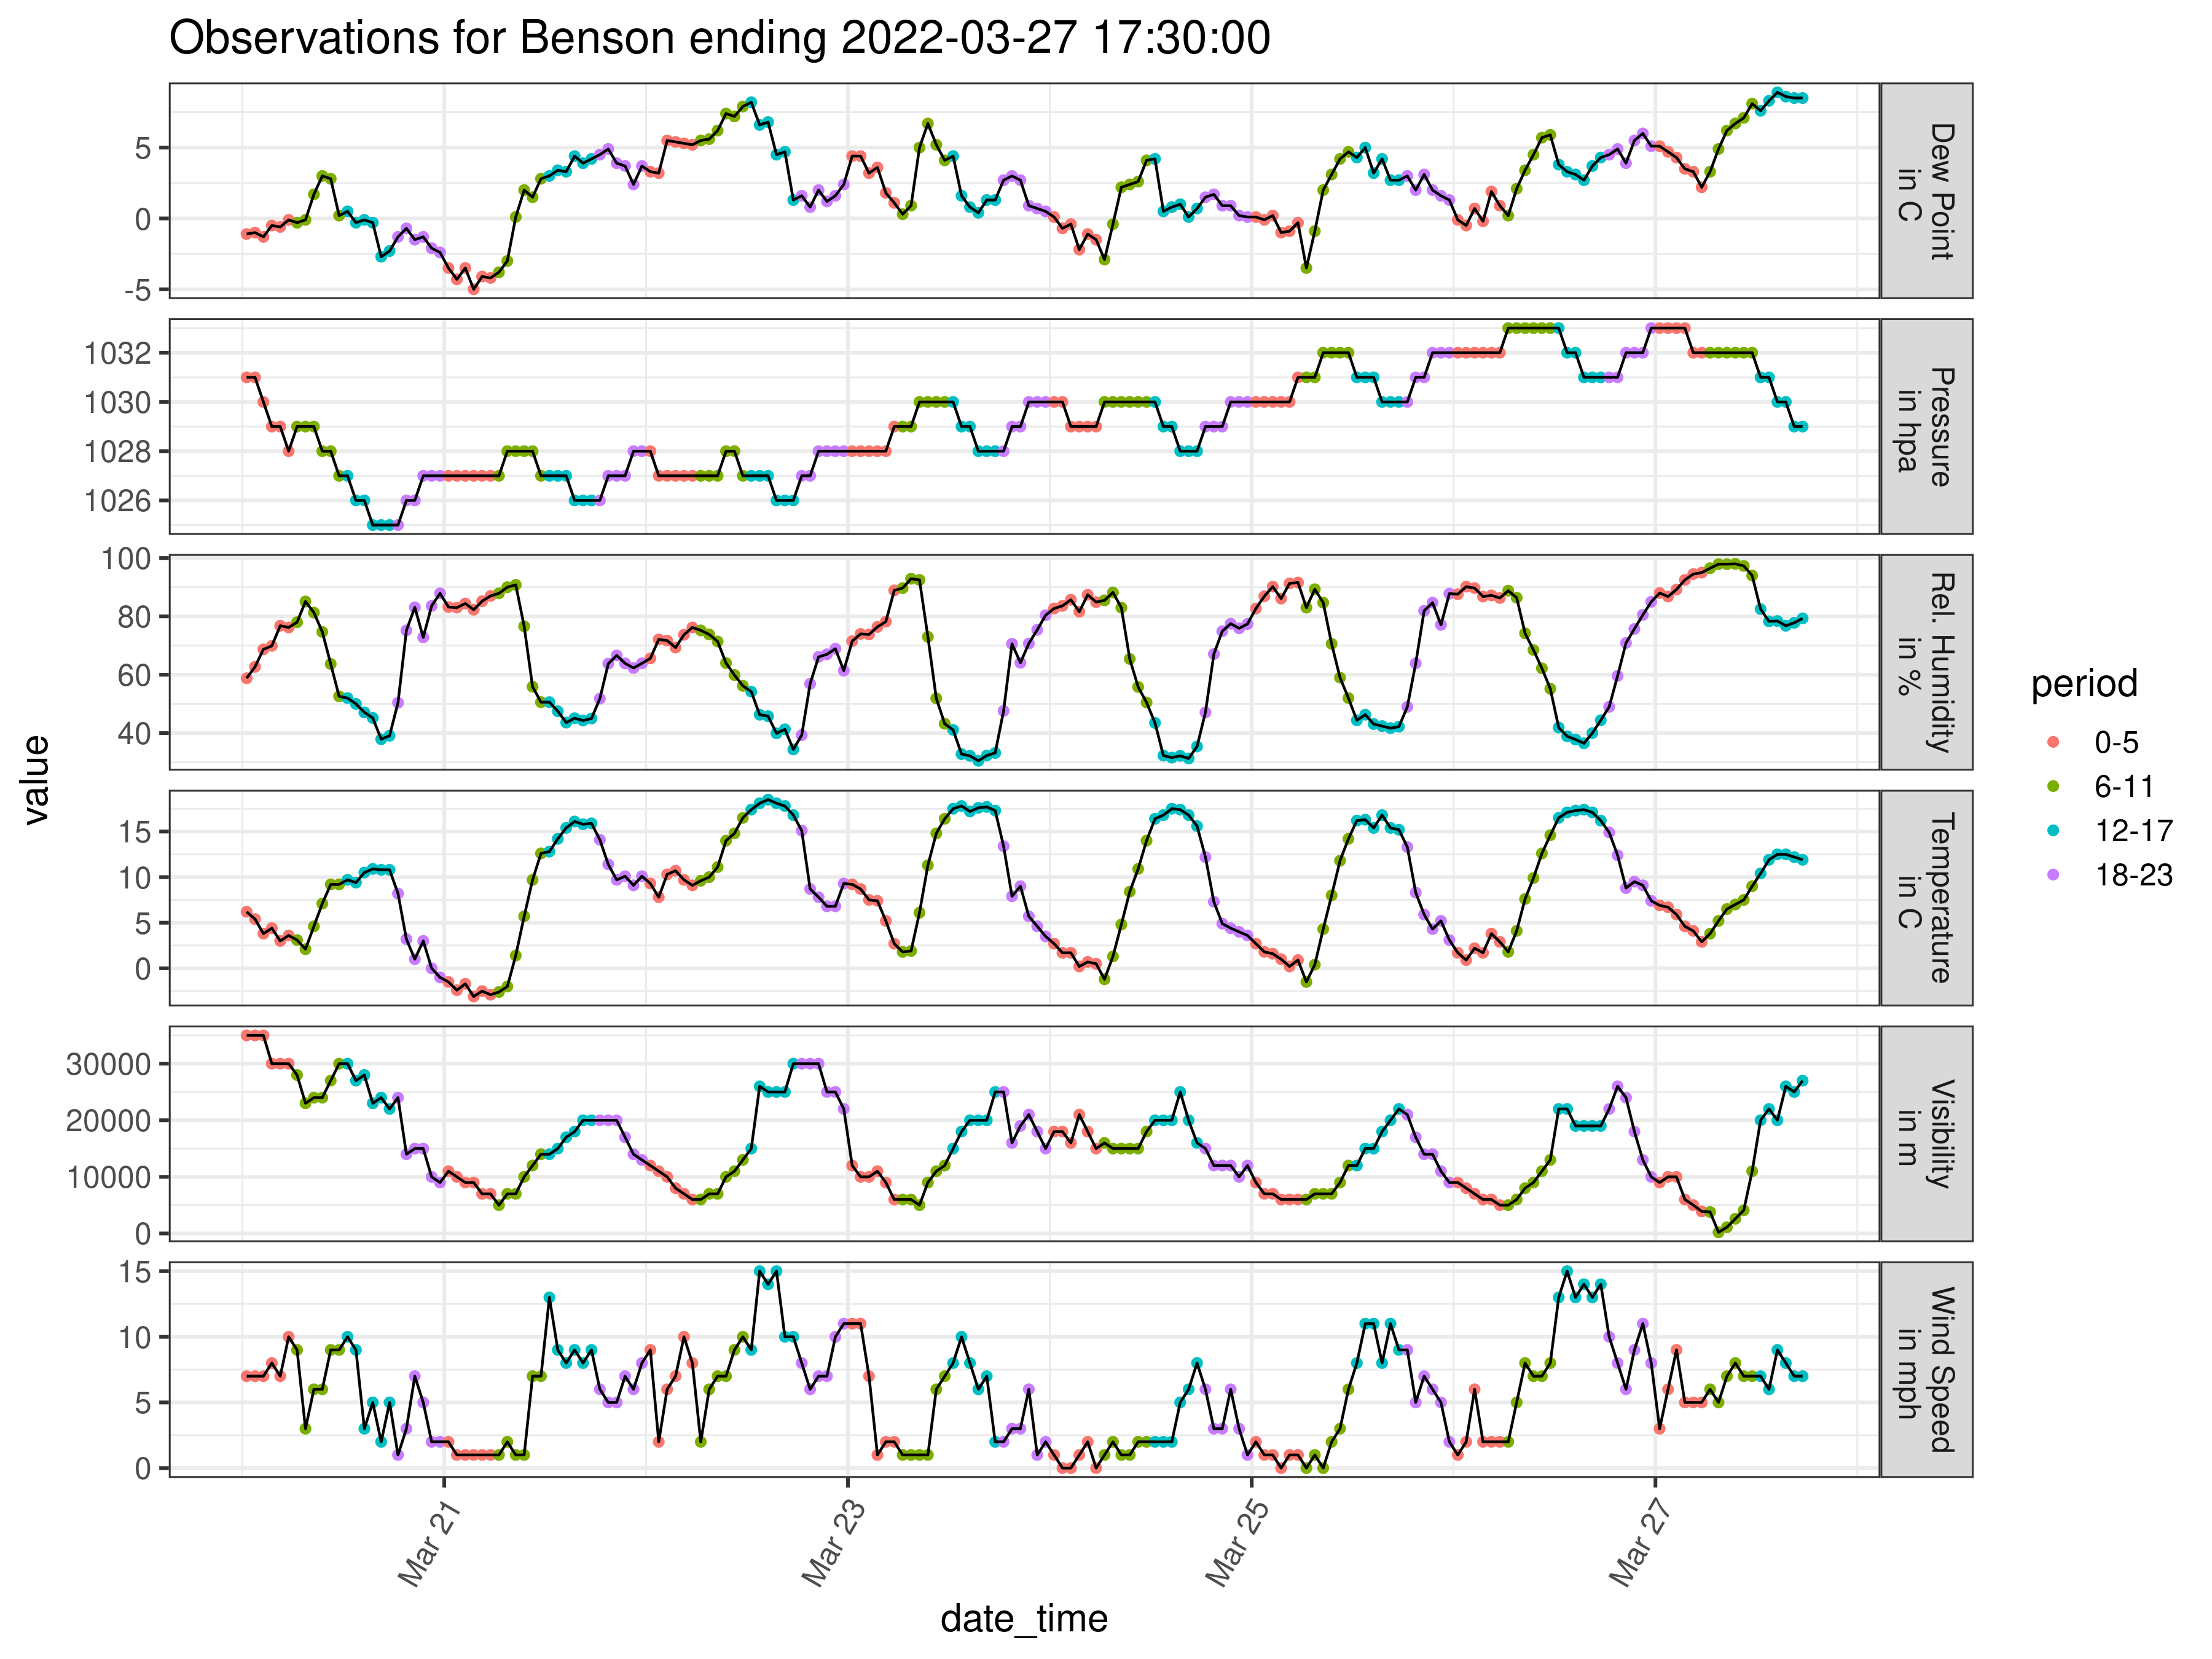 Observations for Benson ending 2022-03-27 17:30:00
value
5
0
-5
Dew Point
in C
1032
1030
1028
1026
Pressure
in hpa
100
80
60
40
Rel. Humidity
in %
15
10
5
0
Temperature
in C
30000
20000
10000
0
Visibility
in m
15
10
5
0
Wind Speed
in mph
Mar 21
Mar 23
Mar 25
Mar 27
date_time
period
0-5
6-11
12-17
18-23